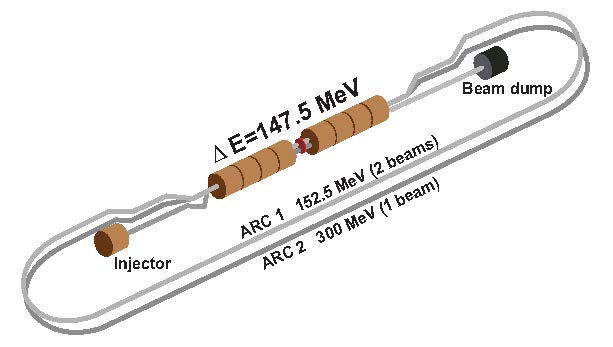 Beam dump
Δ E=147.5 MeV
ARC 1 152.5 MeV (2 beams)
ARC 2 300 MeV (1 beam)
Injector